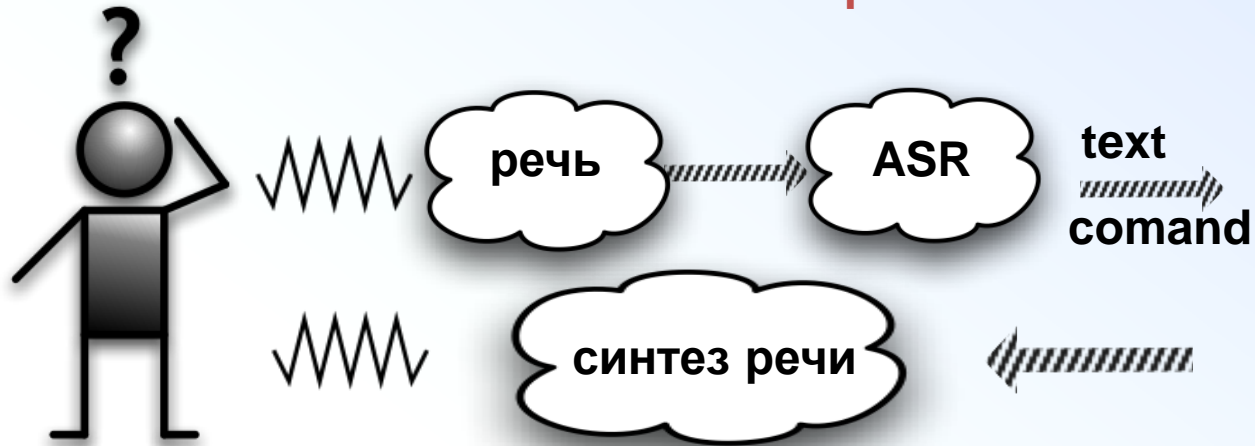 ?
речь
ASR
text
comand
синтез речи